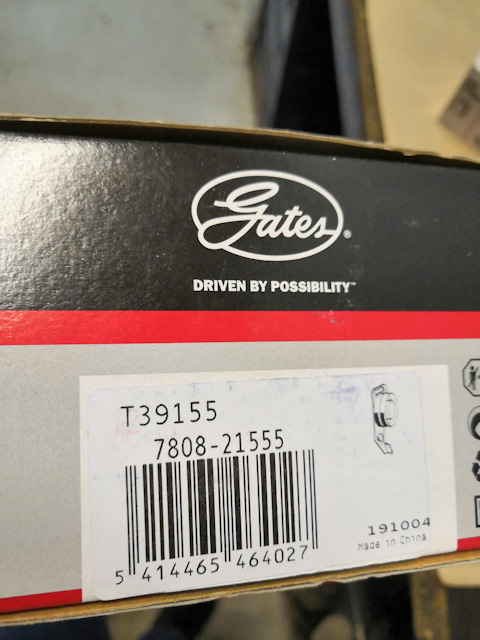 Gates®
DRIVEN BY POSSIBILITY™
T39155
7808-21555
191004
Made in China
5 414465 464027